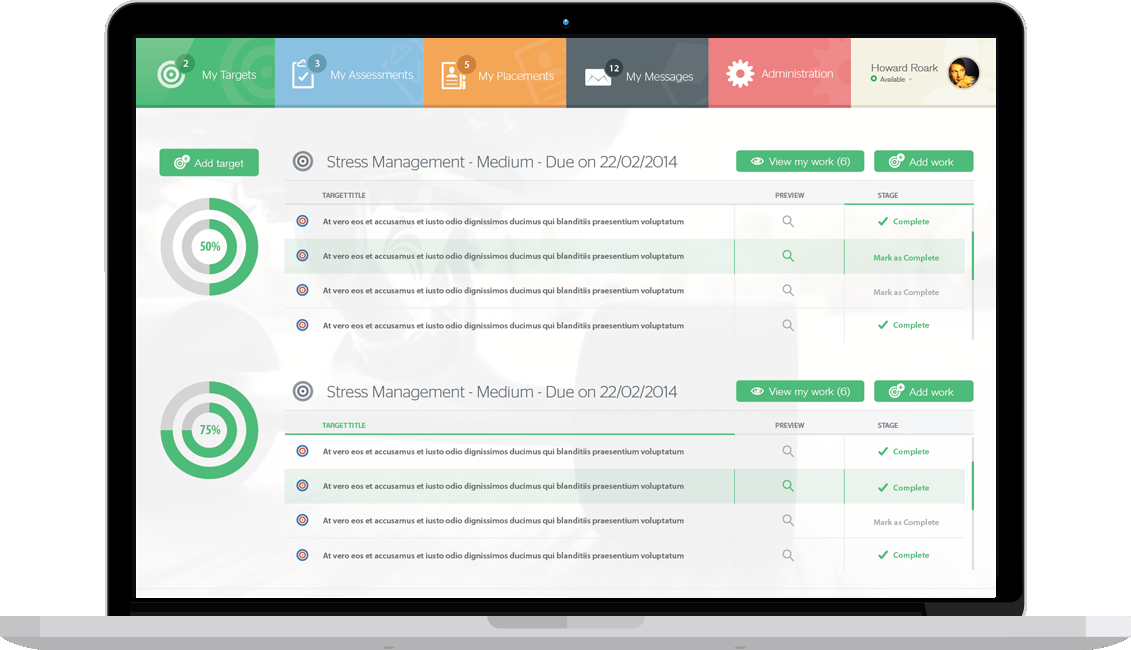 2 My Targets
3 My Assessments
5 My Placements
12 My Messages
Administration
Howard Roark
Available
Add target
Stress Management - Medium - Due on 22/02/2014
View my work (6)
Add work
TARGET TITLE PREVIEW STAGE
At vero eos et accusamus et iusto odio dignissimos ducimus qui blanditiis praesentium voluptatum Complete
At vero eos et accusamus et iusto odio dignissimos ducimus qui blanditiis praesentium voluptatum Mark as Complete
At vero eos et accusamus et iusto odio dignissimos ducimus qui blanditiis praesentium voluptatum Mark as Complete
At vero eos et accusamus et iusto odio dignissimos ducimus qui blanditiis praesentium voluptatum Complete
50%
Stress Management - Medium - Due on 22/02/2014
View my work (6)
Add work
TARGET TITLE PREVIEW STAGE
At vero eos et accusamus et iusto odio dignissimos ducimus qui blanditiis praesentium voluptatum Complete
At vero eos et accusamus et iusto odio dignissimos ducimus qui blanditiis praesentium voluptatum Complete
At vero eos et accusamus et iusto odio dignissimos ducimus qui blanditiis praesentium voluptatum Mark as Complete
At vero eos et accusamus et iusto odio dignissimos ducimus qui blanditiis praesentium voluptatum Complete
75%